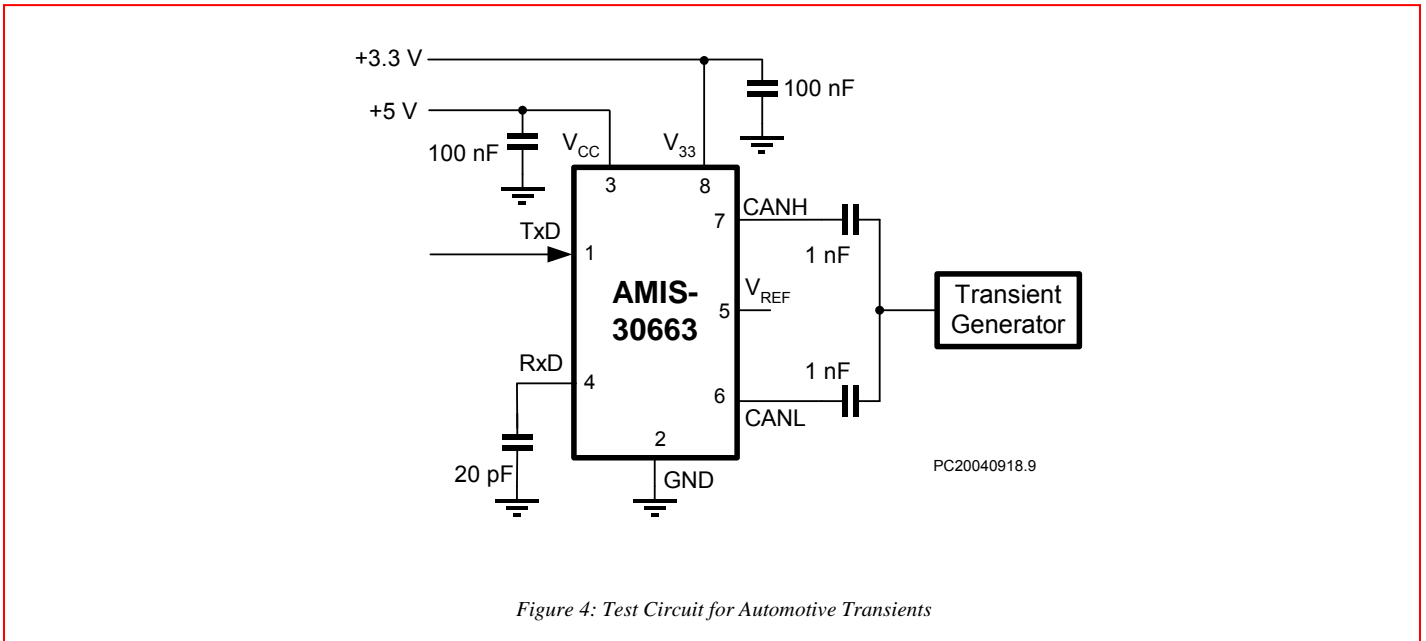 +3.3 V
100 nF
+5 V
100 nF
VCC
V33
3
8
7
CANH
TxD
1
1 nF
AMIS-
30663
VREF
5
Transient
Generator
RxD
4
1 nF
6
CANL
2
20 pF
GND
PC20040918.9
Figure 4: Test Circuit for Automotive Transients